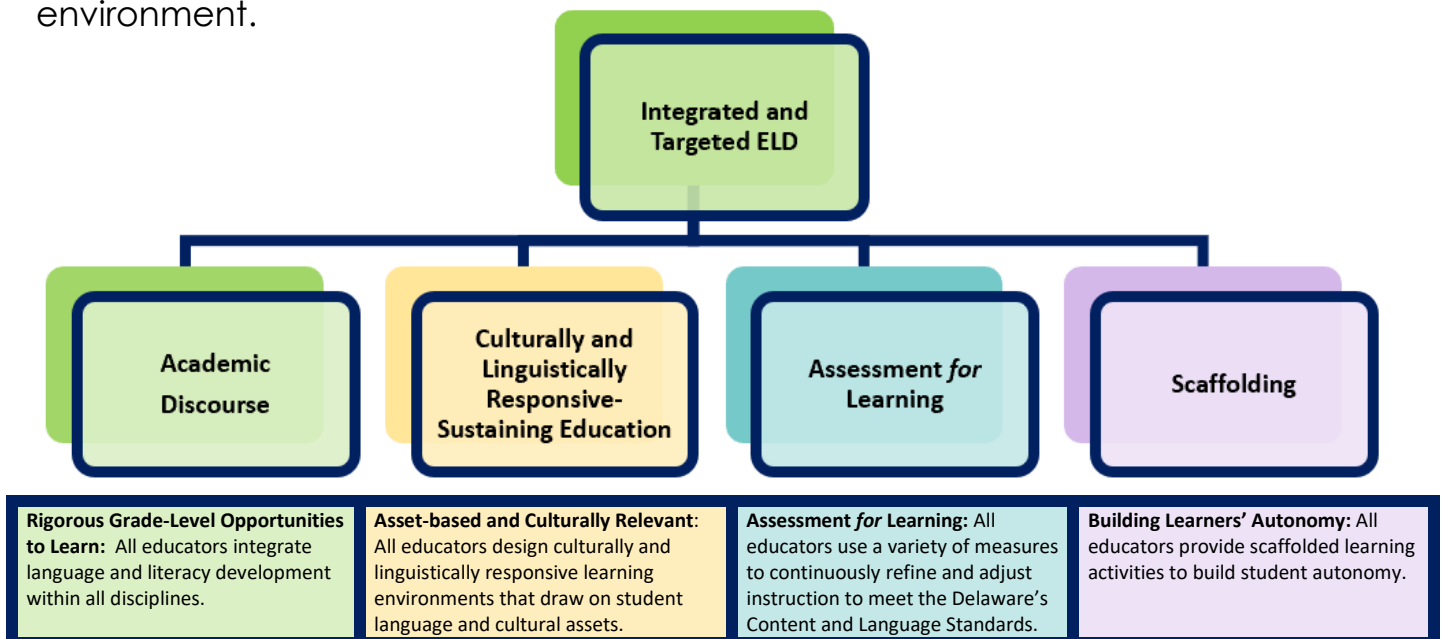 environment.
Integrated and
Targeted ELD
Academic
Discourse
Culturally and
Linguistically
Responsive-
Sustaining Education
Assessment for
Learning
Scaffolding
Rigorous Grade-Level Opportunities
to Learn: All educators integrate
language and literacy development
within all disciplines.
Asset-based and Culturally Relevant:
All educators design culturally and
linguistically responsive learning
environments that draw on student
language and cultural assets.
Assessment for Learning: All
educators use a variety of measures
to continuously refine and adjust
instruction to meet the Delaware’s
Content and Language Standards.
Building Learners’ Autonomy: All
educators provide scaffolded learning
activities to build student autonomy.